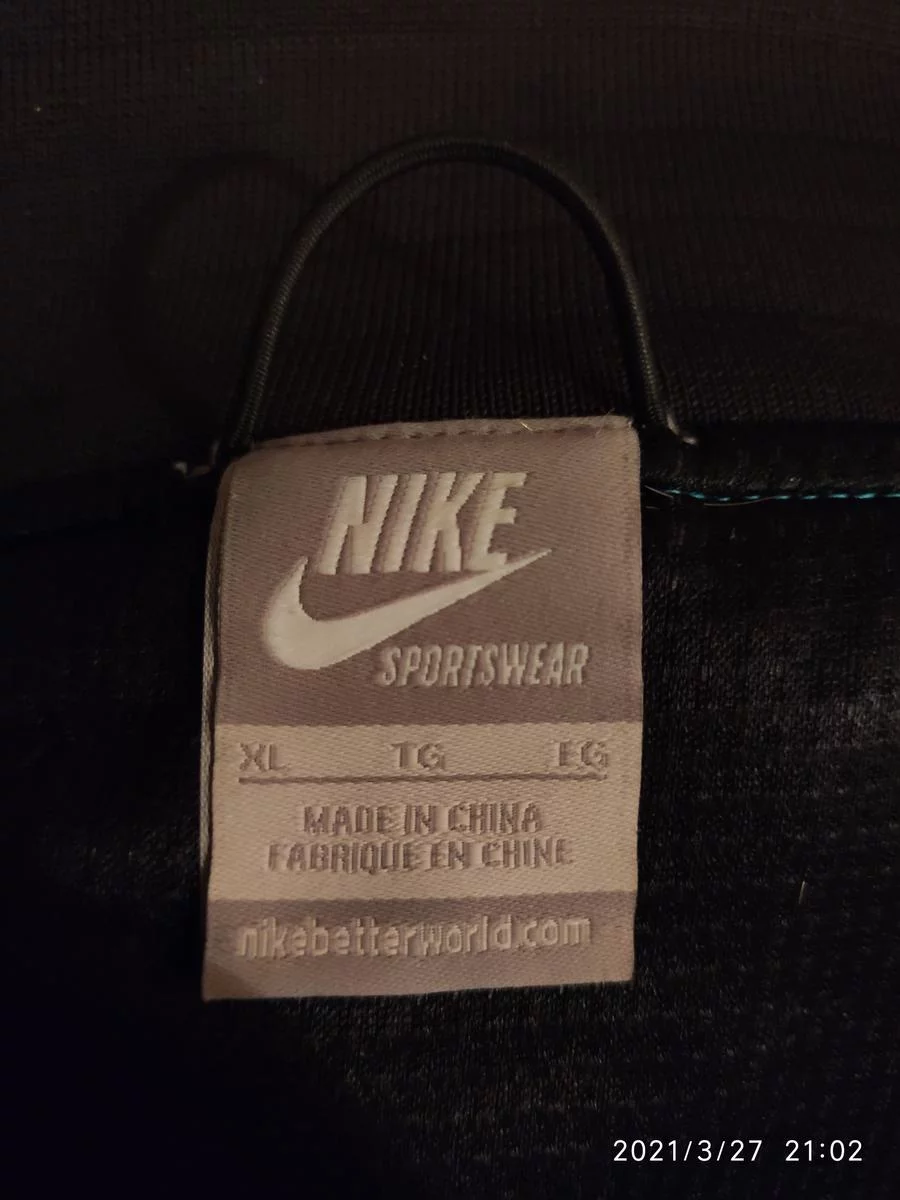 NIKE
SPORTSWEAR
XL TG EG
MADE IN CHINA
FABRIQUE EN CHINE
nikebetterworld.com
2021/3/27 21:02